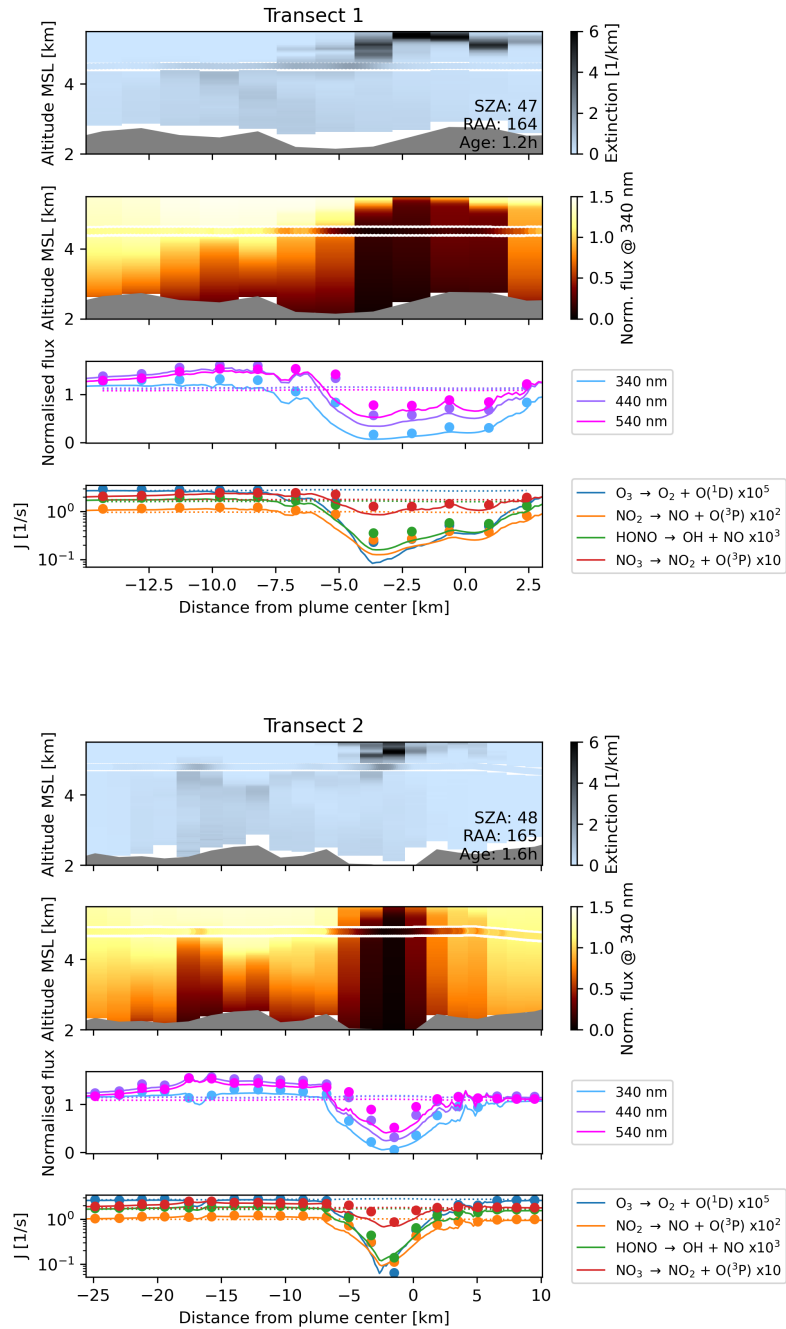 Transect 1
Altitude MSL [km]
4
2
SZA: 47
RAA: 164
Age: 1.2h
6
4
2
0
Extinction [1/km]
Altitude MSL [km]
4
2
1.5
1.0
0.5
0.0
Norm. flux @ 340 nm
Normalised flux
1
0
340 nm
440 nm
540 nm
J [1/s]
10⁰
10⁻¹
O₃ → O₂ + O(¹D) x10⁵
NO₂ → NO + O(³P) x10²
HONO → OH + NO x10³
NO₃ → NO₂ + O(³P) x10
−12.5 −10.0 −7.5 −5.0 −2.5 0.0 2.5
Distance from plume center [km]
Transect 2
Altitude MSL [km]
4
2
SZA: 48
RAA: 165
Age: 1.6h
6
4
2
0
Extinction [1/km]
Altitude MSL [km]
4
2
1.5
1.0
0.5
0.0
Norm. flux @ 340 nm
Normalised flux
1
0
340 nm
440 nm
540 nm
J [1/s]
10⁰
10⁻¹
O₃ → O₂ + O(¹D) x10⁵
NO₂ → NO + O(³P) x10²
HONO → OH + NO x10³
NO₃ → NO₂ + O(³P) x10
−25 −20 −15 −10 −5 0 5 10
Distance from plume center [km]